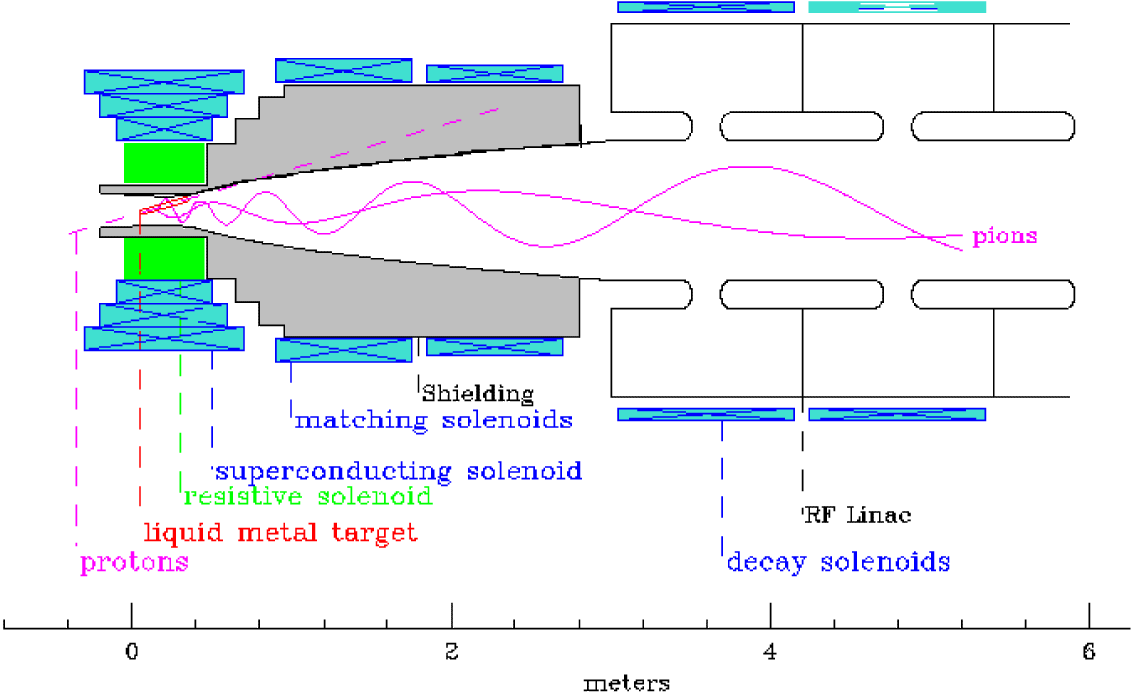 pions
Shielding
matching solenoids
superconducting solenoid
resistive solenoid
RF Linac
liquid metal target
protons
decay solenoids
0 2 4 6
meters